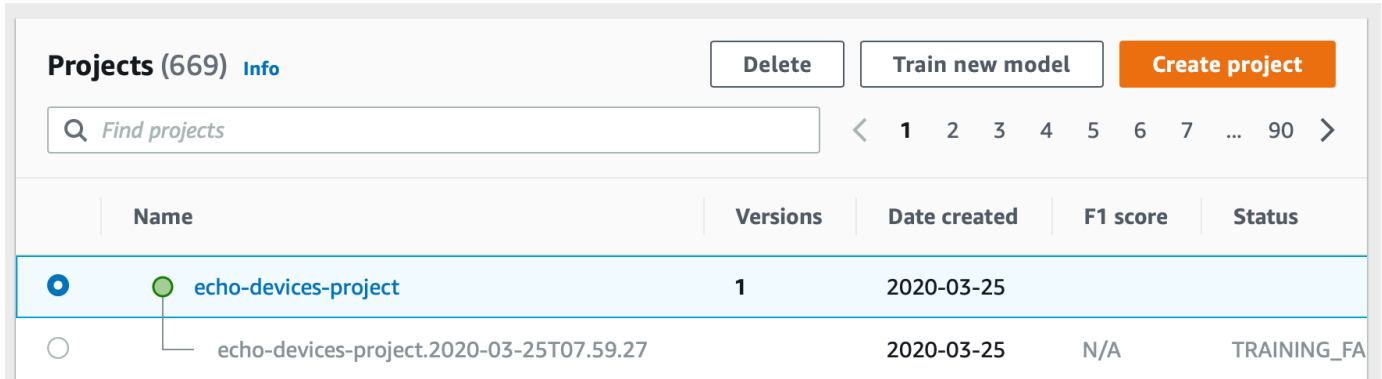 Projects (669) Info Delete Train new model Create project
Find projects 1 2 3 4 5 6 7 ... 90
Name Versions Date created F1 score Status
echo-devices-project 1 2020-03-25
echo-devices-project.2020-03-25T07.59.27 2020-03-25 N/A TRAINING_FA